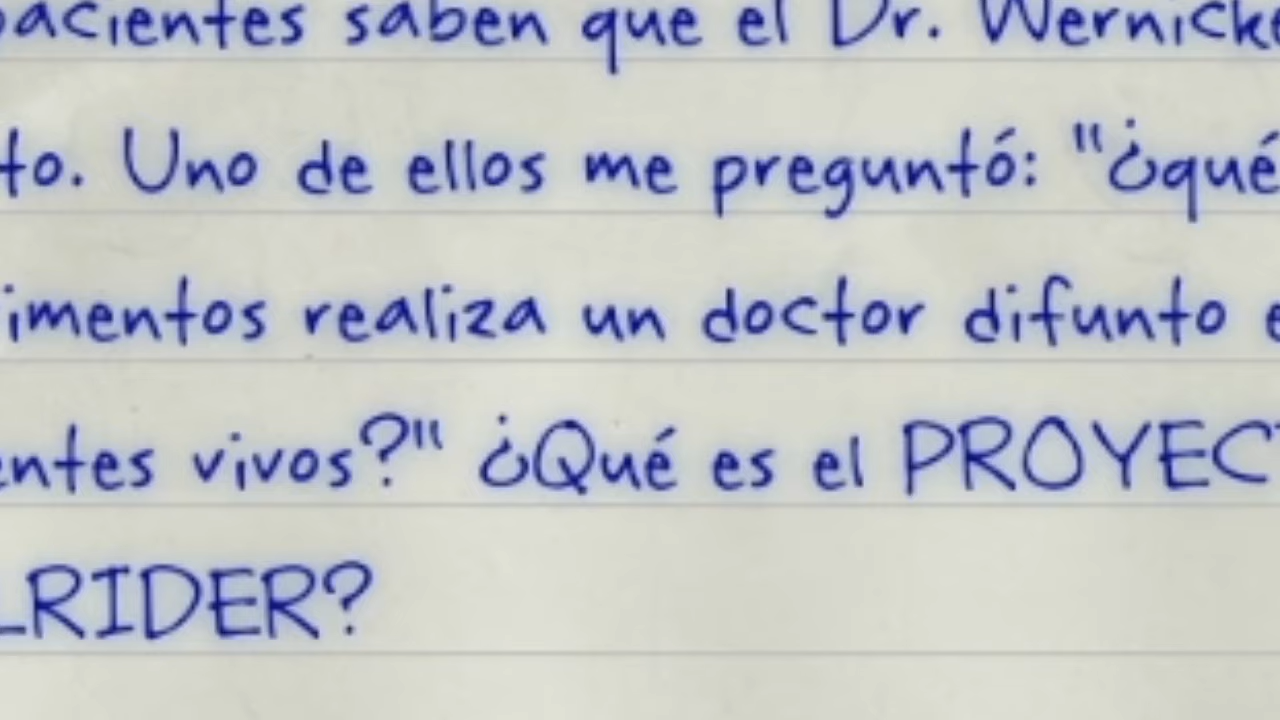 pacientes saben que el Dr. Wernicke
to. Uno de ellos me preguntó: "¿qué
imentos realiza un doctor difunto e
entes vivos?" ¿Qué es el PROYECT
LRIDER?